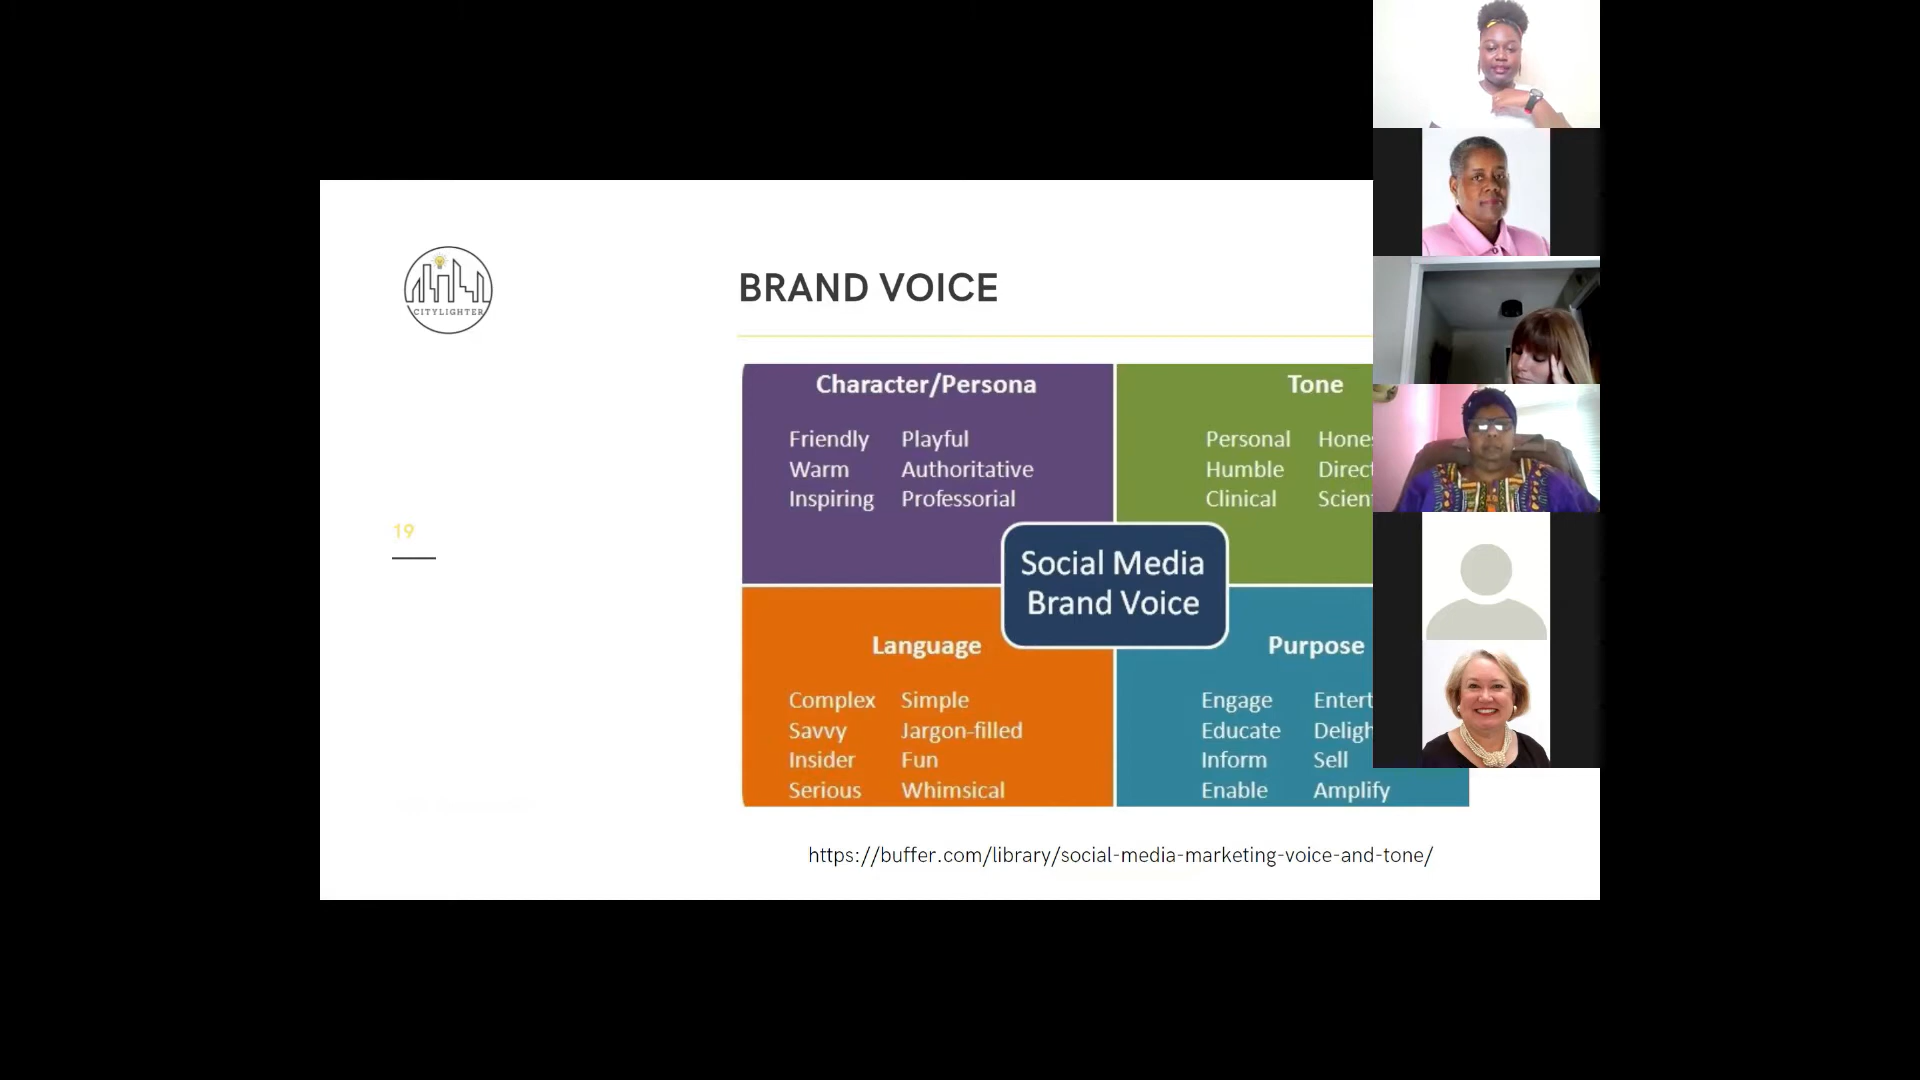 CITYLIGHTER
BRAND VOICE
19
Character/Persona
Friendly Playful
Warm Authoritative
Inspiring Professorial
Tone
Personal
Humble
Clinical
Social Media
Brand Voice
Language
Complex Simple
Savvy Jargon-filled
Insider Fun
Serious Whimsical
Purpose
Engage
Educate
Inform Sell
Enable Amplify
https://buffer.com/library/social-media-marketing-voice-and-tone/